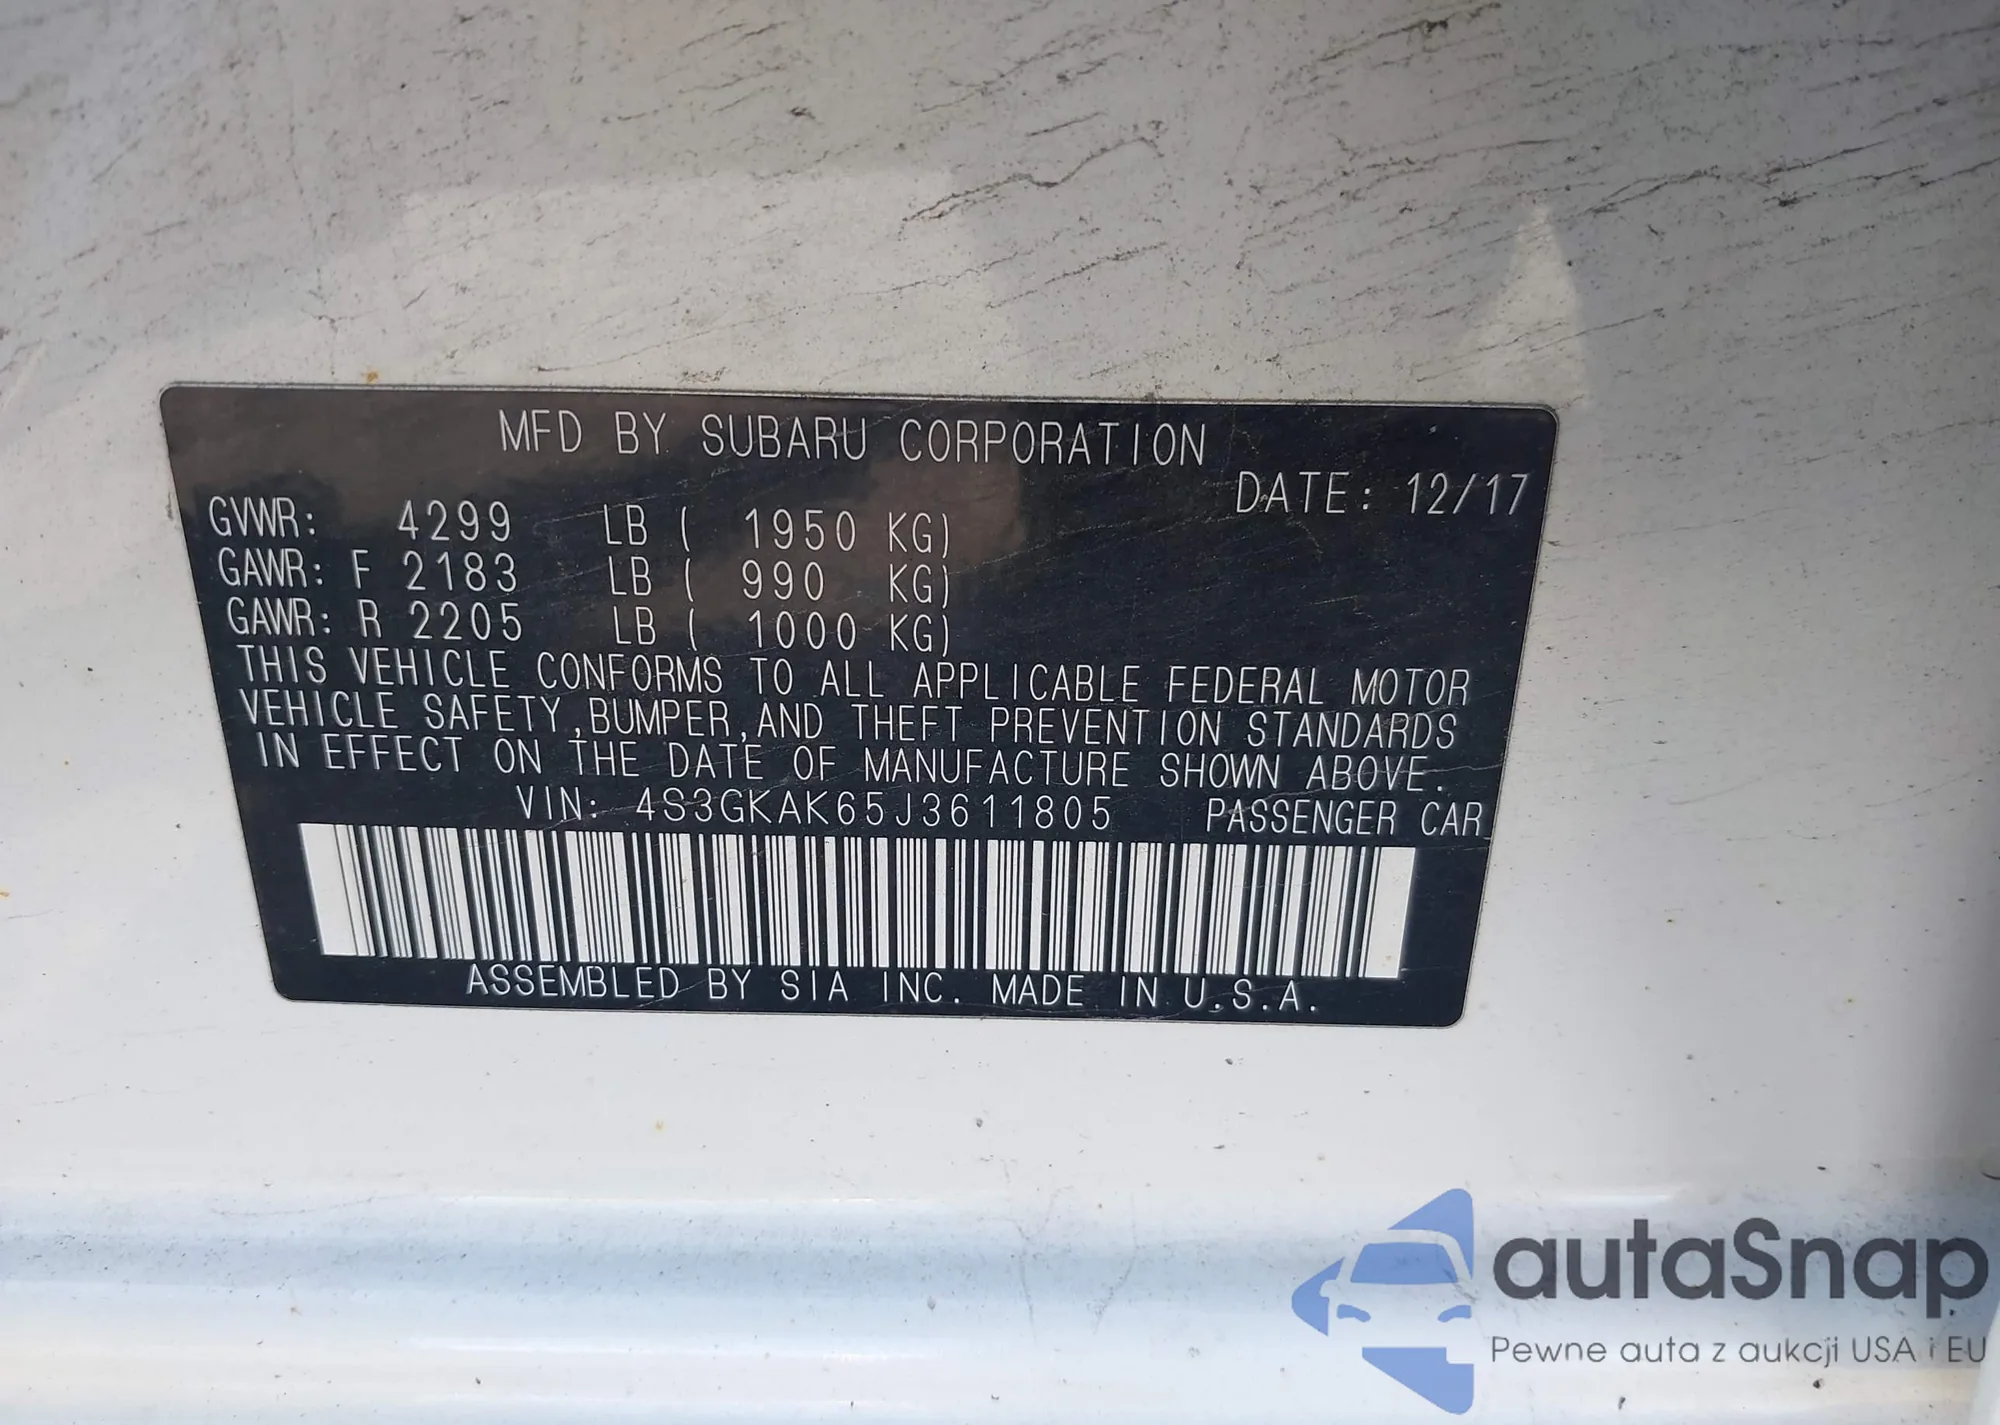 MFD BY SUBARU CORPORATION
DATE: 12/17
GVWR: 4299 LB ( 1950 KG)
GAWR: F 2183 LB ( 990 KG)
GAWR: R 2205 LB ( 1000 KG)
THIS VEHICLE CONFORMS TO ALL APPLICABLE FEDERAL MOTOR
VEHICLE SAFETY,BUMPER,AND THEFT PREVENTION STANDARDS
IN EFFECT ON THE DATE OF MANUFACTURE SHOWN ABOVE.
VIN: 4S3GKAK65J3611805 PASSENGER CAR
ASSEMBLED BY SIA INC. MADE IN U.S.A.
autaSnap
Pewne auta z aukcji USA i EU